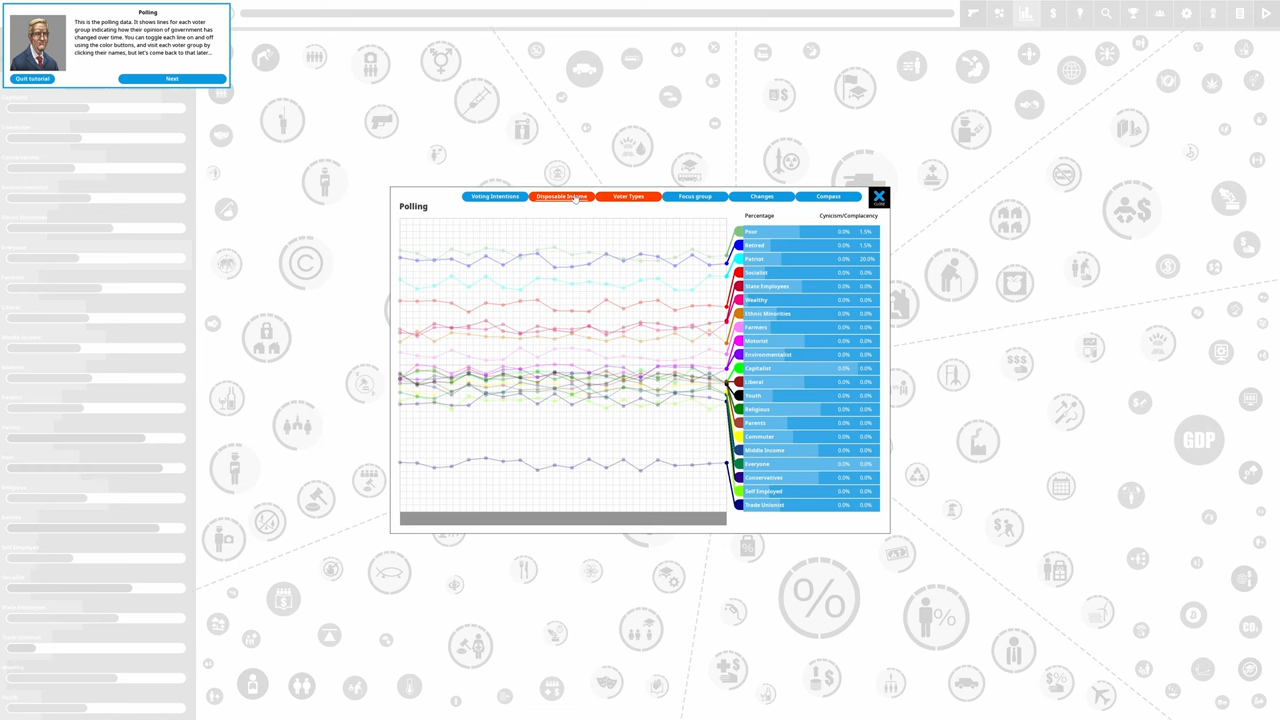 Polling
This is the polling data. It shows lines for each voter
group indicating how their opinion of government has
changed over time. You can toggle each line on and off
using the color buttons, and visit each voter group by
clicking their names, but let's come back to that later...
Quit tutorial
Next
Voting Intentions
Disposable Income
Voter Types
Focus group
Changes
Compass
CLOSE
Polling
Percentage Cynicism/Complacency
Poor 0.0% 1.5%
Retired 0.0% 1.5%
Patriot 0.0% 20.0%
Socialist 0.0% 0.0%
State Employees 0.0% 0.0%
Wealthy 0.0% 0.0%
Ethnic Minorities 0.0% 0.0%
Farmers 0.0% 0.0%
Motorist 0.0% 0.0%
Environmentalist 0.0% 0.0%
Capitalist 0.0% 0.0%
Liberal 0.0% 0.0%
Youth 0.0% 0.0%
Religious 0.0% 0.0%
Parents 0.0% 0.0%
Commuter 0.0% 0.0%
Middle Income 0.0% 0.0%
Everyone 0.0% 0.0%
Conservatives 0.0% 0.0%
Self Employed 0.0% 0.0%
Trade Unionist 0.0% 0.0%
GDP